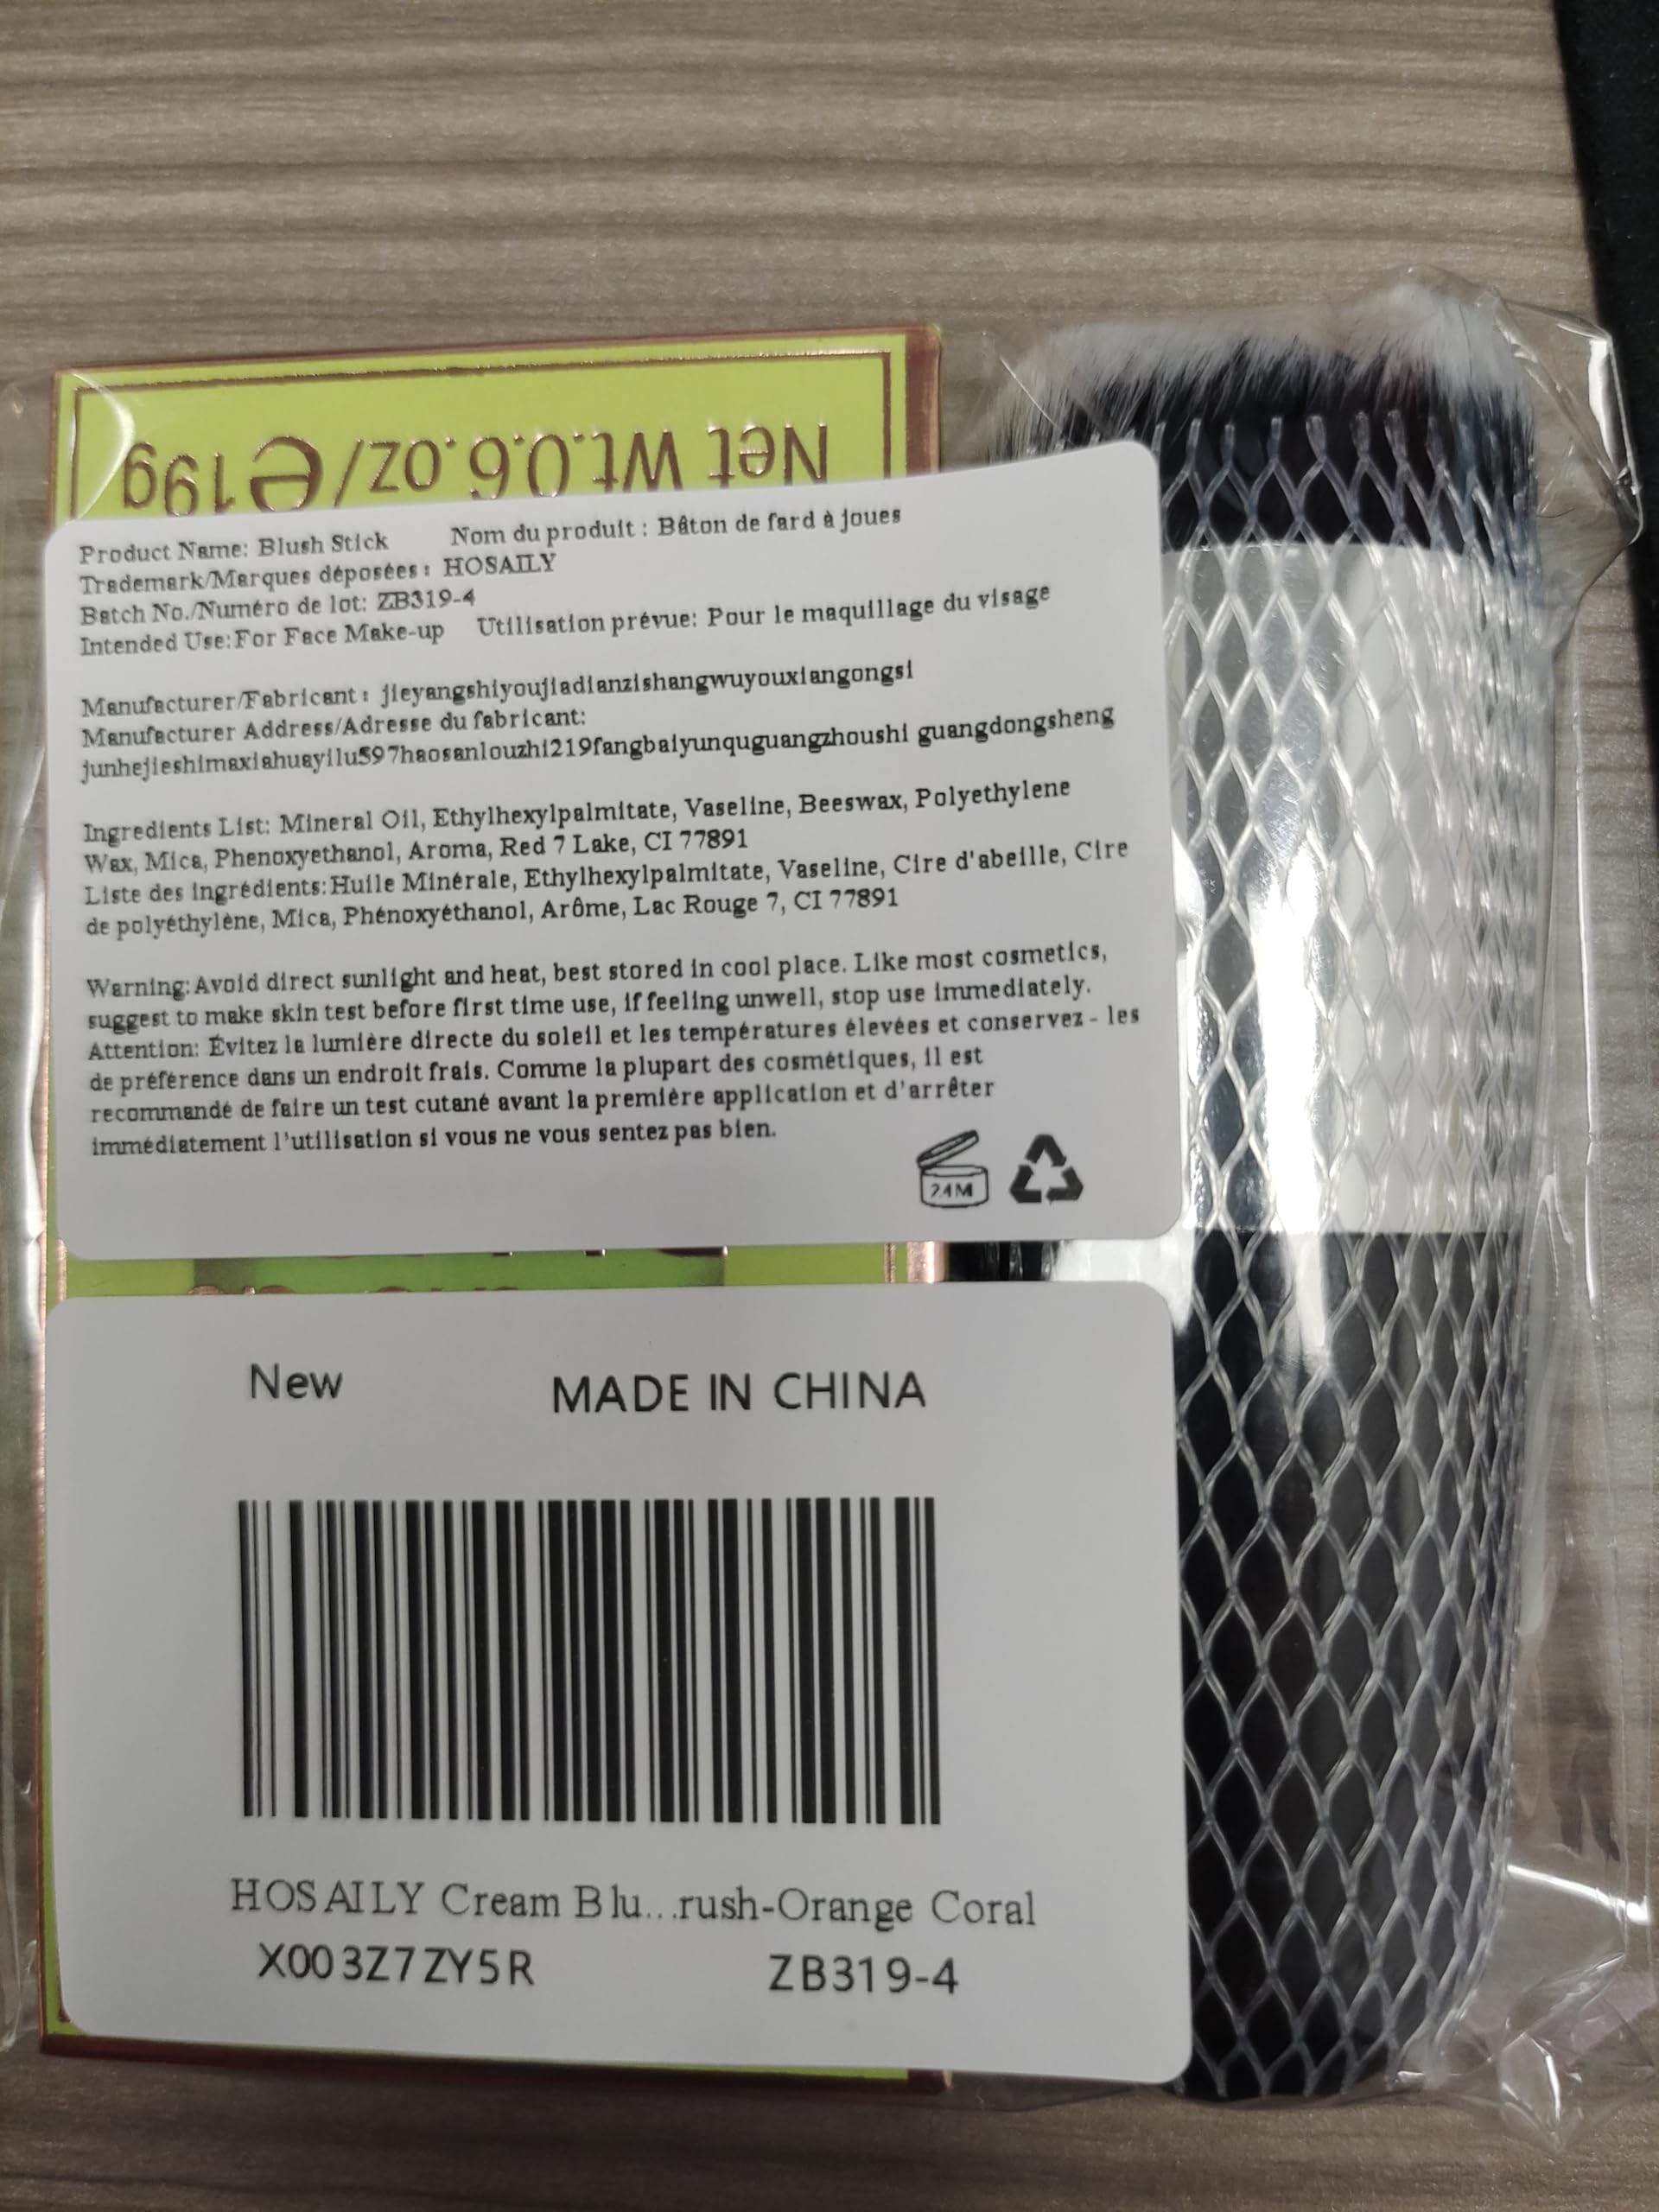 Net Wt.0.6.oz/℮19g
Product Name: Blush Stick Nom du produit : Bâton de fard à joues
Trademark/Marques déposées : HOSAILY
Batch No./Numéro de lot: ZB319-4
Intended Use:For Face Make-up Utilisation prévue: Pour le maquillage du visage
Manufacturer/Fabricant : jieyangshiyoujiadianzishangwuyouxiangongsi
Manufacturer Address/Adresse du fabricant:
junhejieshimaxiahuayilu597haosanlouzhi219fangbaiyunquguangzhoushi guangdongsheng
Ingredients List: Mineral Oil, Ethylhexylpalmitate, Vaseline, Beeswax, Polyethylene
Wax, Mica, Phenoxyethanol, Aroma, Red 7 Lake, CI 77891
Liste des ingrédients:Huile Minérale, Ethylhexylpalmitate, Vaseline, Cire d'abeille, Cire
de polyéthylène, Mica, Phénoxyéthanol, Arôme, Lac Rouge 7, CI 77891
Warning:Avoid direct sunlight and heat, best stored in cool place. Like most cosmetics,
suggest to make skin test before first time use, if feeling unwell, stop use immediately.
Attention: Évitez la lumière directe du soleil et les températures élevées et conservez - les
de préférence dans un endroit frais. Comme la plupart des cosmétiques, il est
recommandé de faire un test cutané avant la première application et d'arrêter
immédiatement l'utilisation si vous ne vous sentez pas bien.
24M
New MADE IN CHINA
HOSAILY Cream Blu...rush-Orange Coral
X003Z7ZY5R ZB319-4